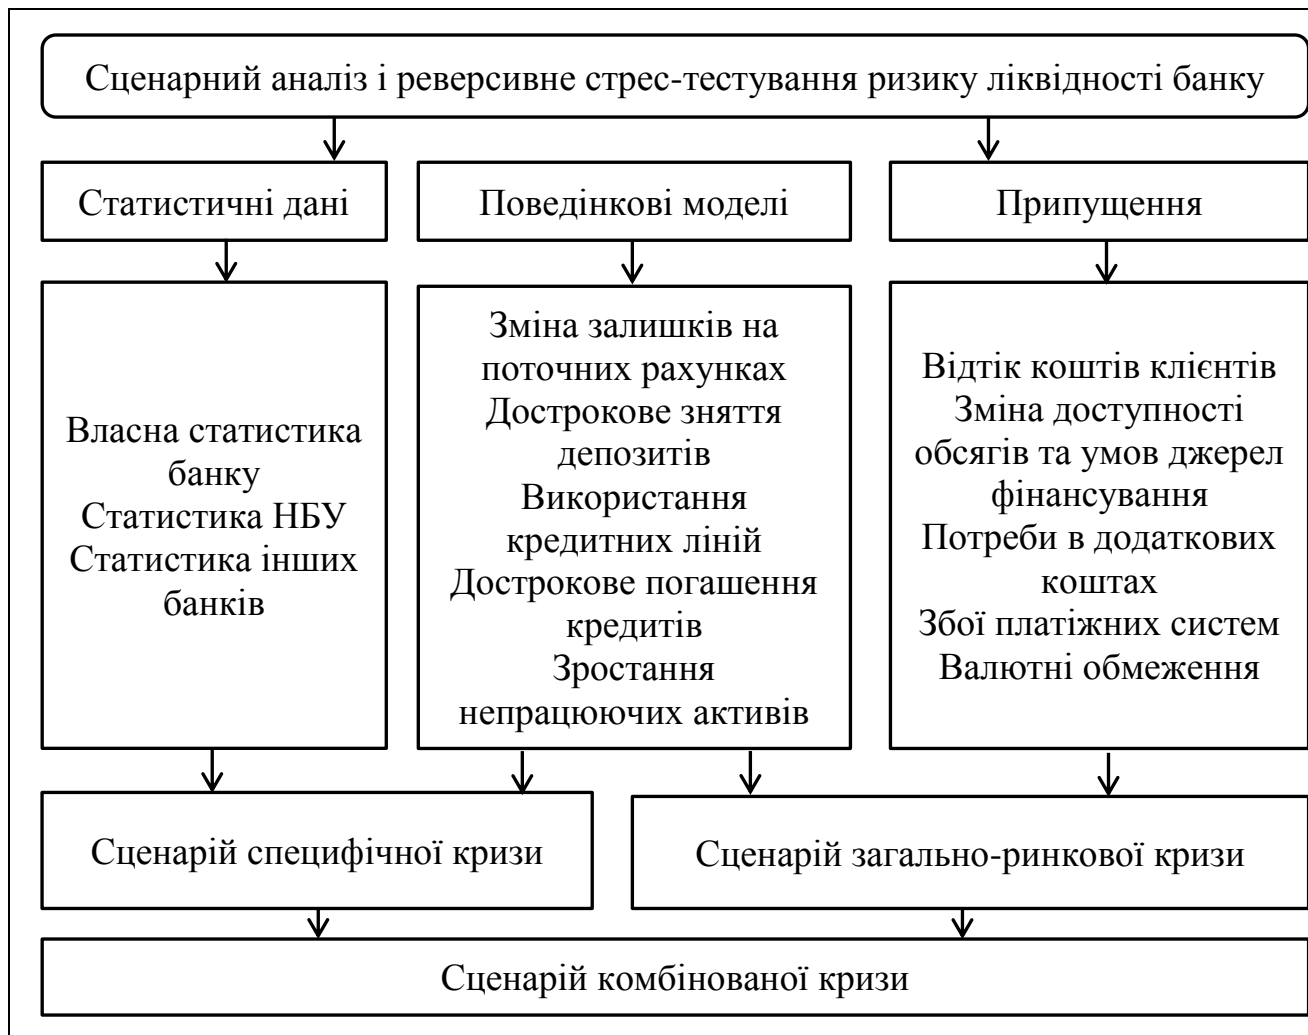 Сценарний аналіз і реверсивне стрес-тестування ризику ліквідності банку
Статистичні дані
Поведінкові моделі
Припущення
Власна статистика
банку
Статистика НБУ
Статистика інших
банків
Зміна залишків на
поточних рахунках
Дострокове зняття
депозитів
Використання
кредитних ліній
Дострокове погашення
кредитів
Зростання
непрацюючих активів
Відтік коштів клієнтів
Зміна доступності
обсягів та умов джерел
фінансування
Потреби в додаткових
коштах
Збої платіжних систем
Валютні обмеження
Сценарій специфічної кризи
Сценарій загально-ринкової кризи
Сценарій комбінованої кризи